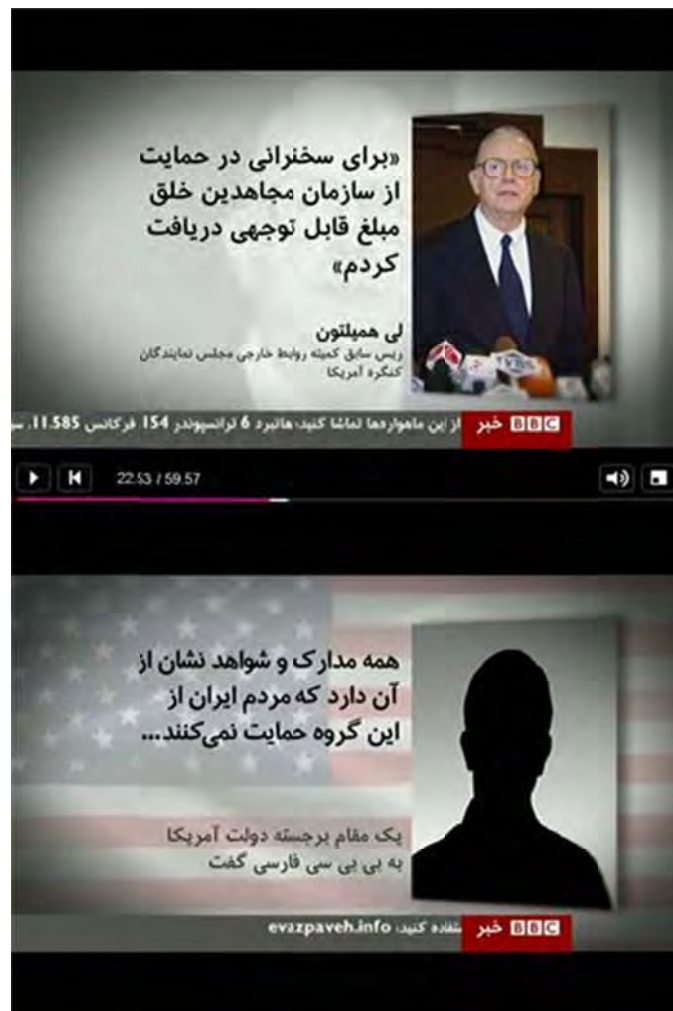 «برای سخنرانی در حمایت
از سازمان مجاهدین خلق
مبلغ قابل توجهی دریافت
کردم»
لی همیلتون
ریس سابق کمیته روابط خارجی مجلس نمایندگان
کنگره آمریکا
BBC خبر از این ماهواره‌ها تماشا کنید: هاتبرد 6 ترانسپوندر 154 فرکانس 11.585،
22:53 / 59:57
همه مدارک و شواهد نشان از
آن دارد که مردم ایران از
این گروه حمایت نمی‌کنند...
یک مقام برجسته دولت آمریکا
به بی بی سی فارسی گفت
BBC خبر کنید: evazpaveh.info